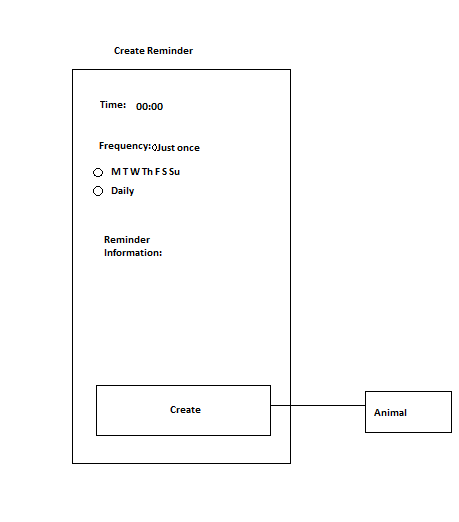 Create Reminder
Time: 00:00
Frequency: Just once
M T W Th F S Su
Daily
Reminder
Information:
Create
Animal